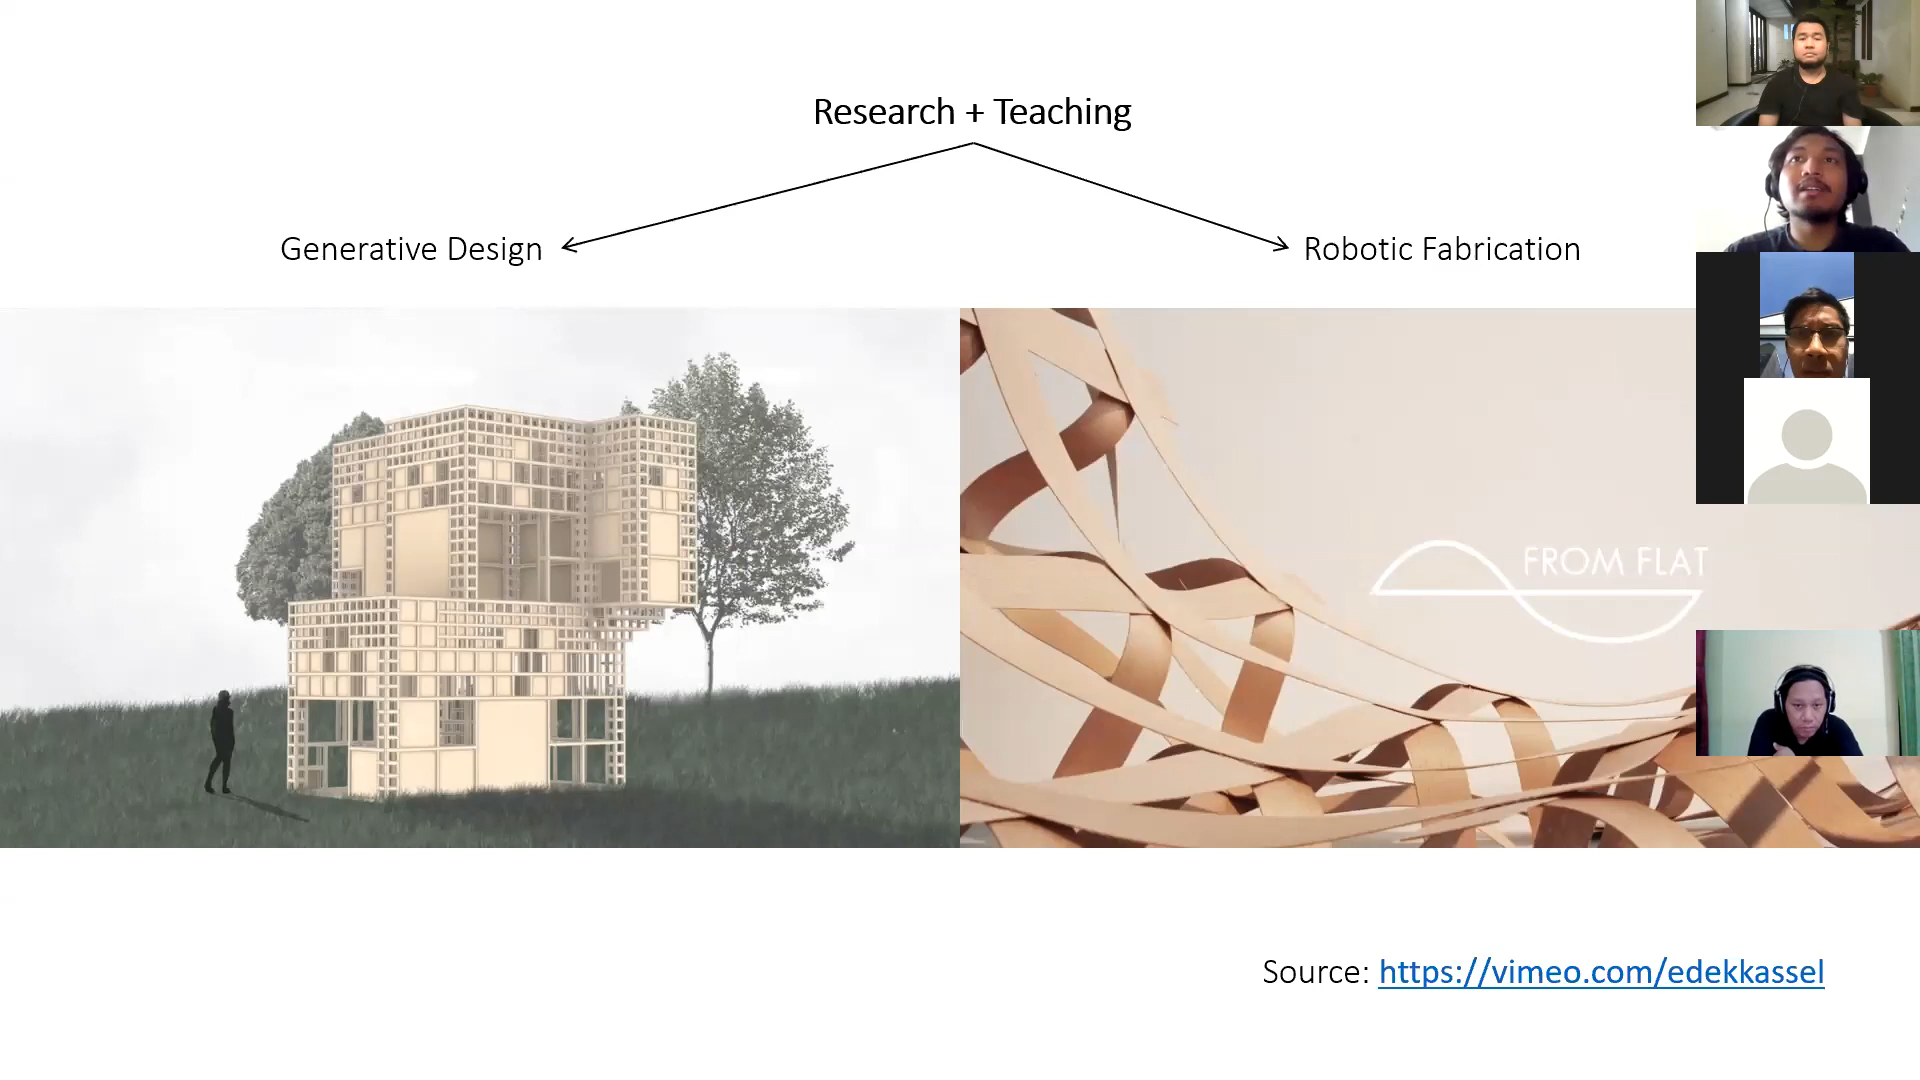 Research + Teaching
Generative Design
Robotic Fabrication
FROM FLAT
Source: https://vimeo.com/edekkassel